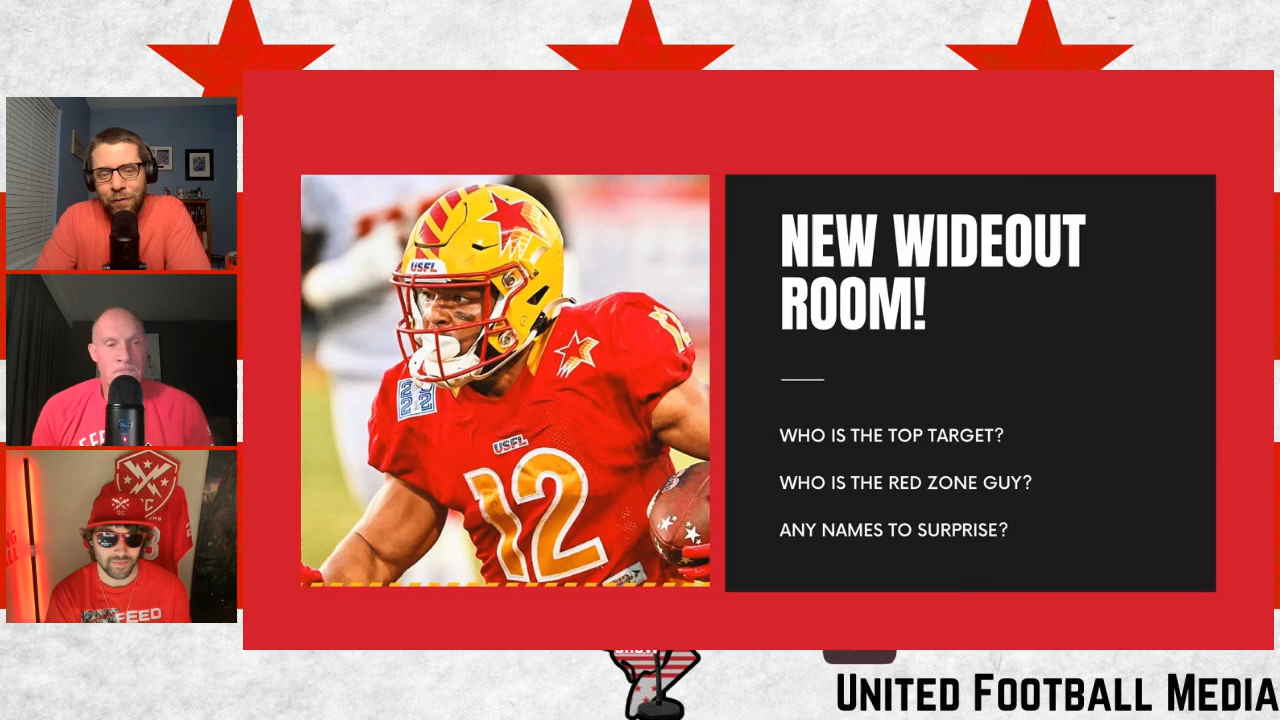 NEW WIDEOUT
ROOM!
WHO IS THE TOP TARGET?
WHO IS THE RED ZONE GUY?
ANY NAMES TO SURPRISE?
USFL
USFL
12
12
UNITED FOOTBALL MEDIA